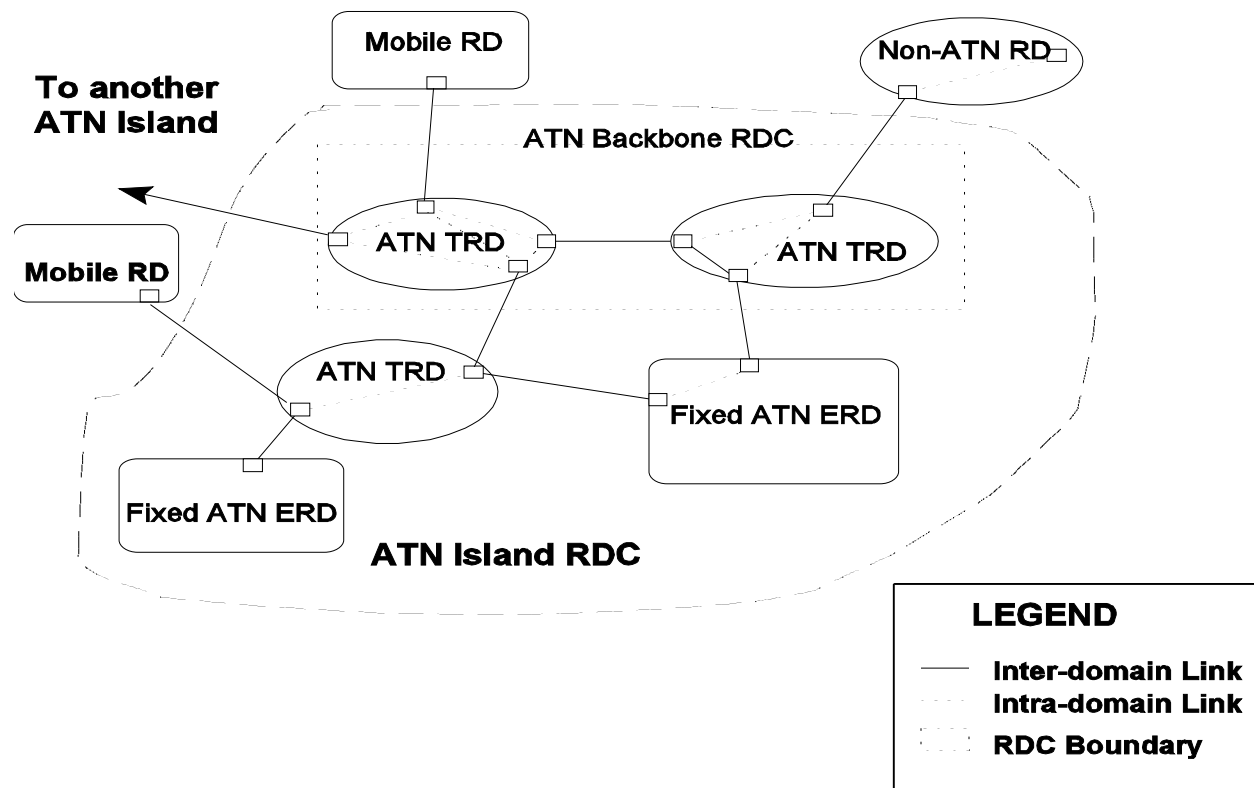 Mobile RD
Non-ATN RD
To another
ATN Island
ATN Backbone RDC
ATN TRD
ATN TRD
Mobile RD
ATN TRD
Fixed ATN ERD
Fixed ATN ERD
ATN Island RDC
LEGEND
Inter-domain Link
Intra-domain Link
RDC Boundary